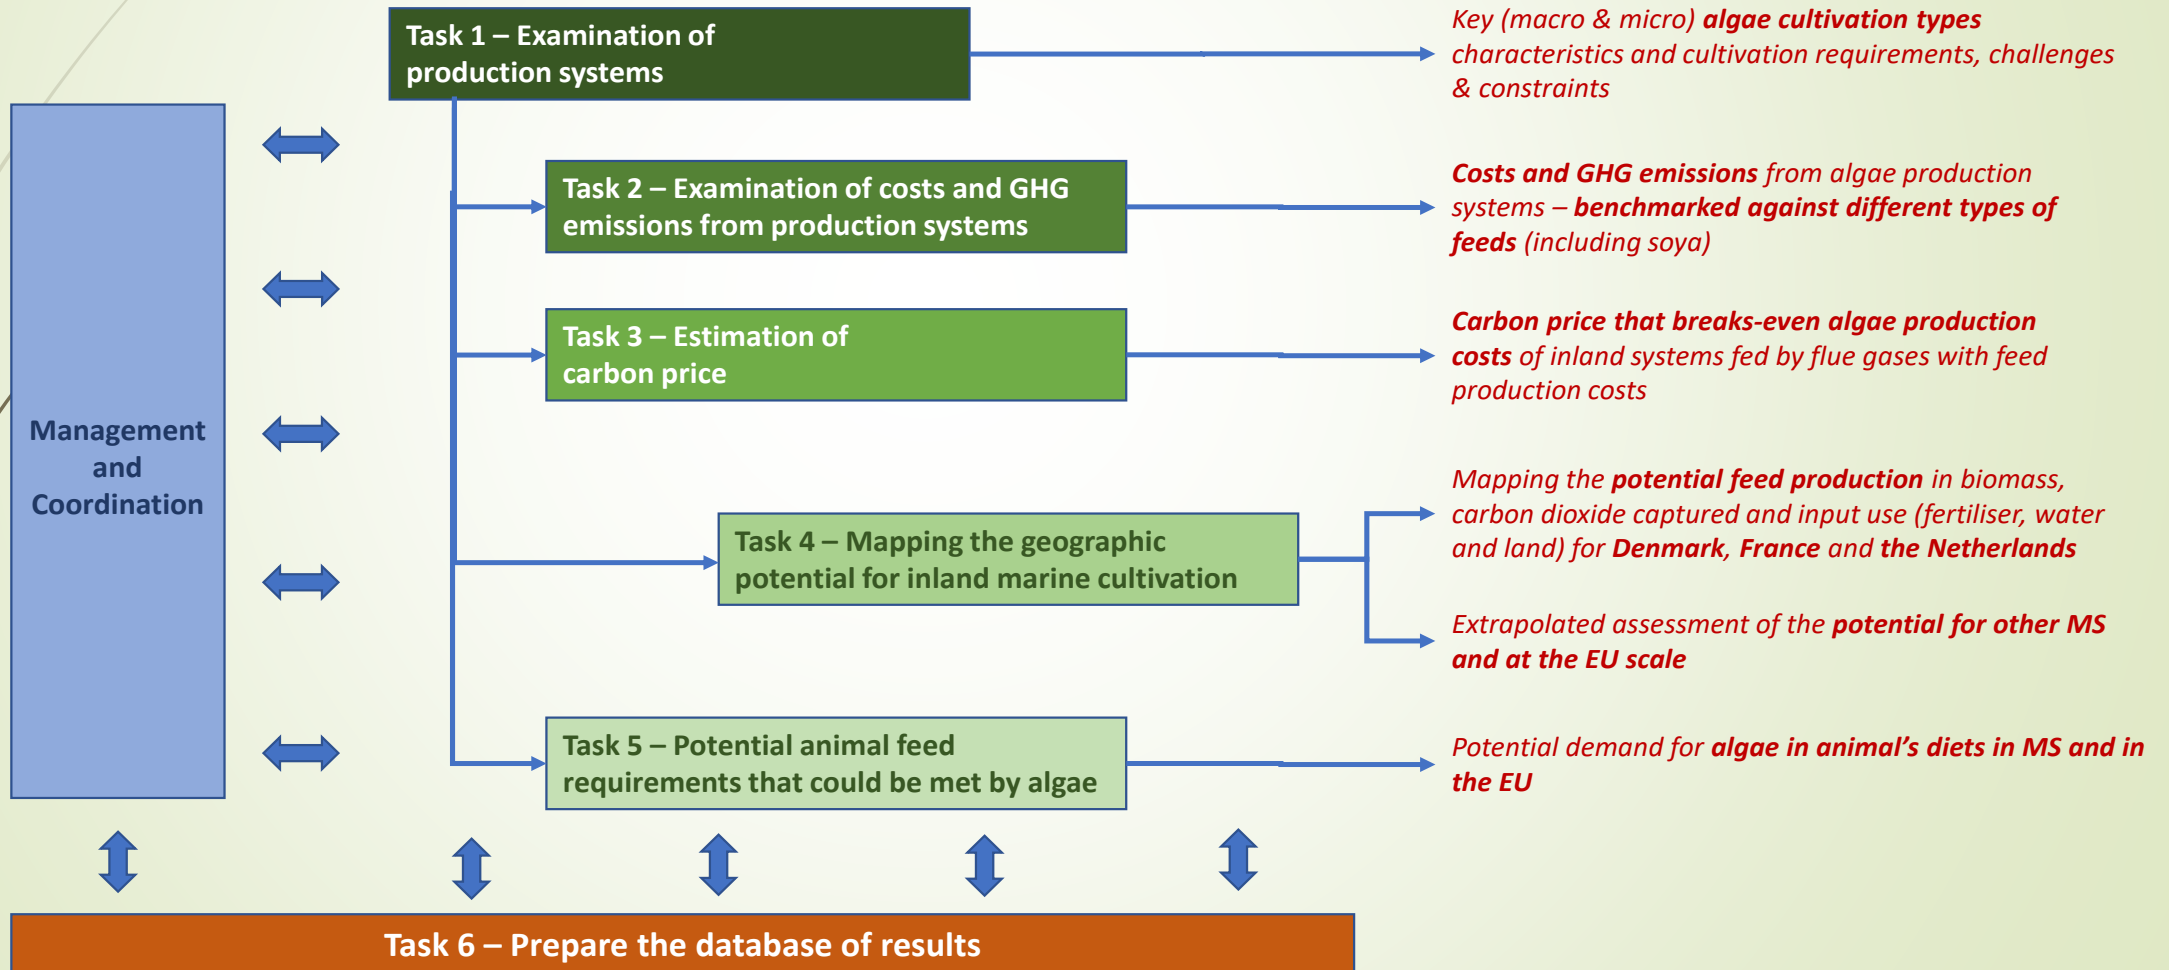 Task 1 – Examination of
production systems
Key (macro & micro) algae cultivation types
characteristics and cultivation requirements, challenges
& constraints
Management
and
Coordination
Task 2 – Examination of costs and GHG
emissions from production systems
Costs and GHG emissions from algae production
systems – benchmarked against different types of
feeds (including soya)
Task 3 – Estimation of
carbon price
Carbon price that breaks-even algae production
costs of inland systems fed by flue gases with feed
production costs
Task 4 – Mapping the geographic
potential for inland marine cultivation
Mapping the potential feed production in biomass,
carbon dioxide captured and input use (fertiliser, water
and land) for Denmark, France and the Netherlands
Extrapolated assessment of the potential for other MS
and at the EU scale
Task 5 – Potential animal feed
requirements that could be met by algae
Potential demand for algae in animal’s diets in MS and in
the EU
Task 6 – Prepare the database of results